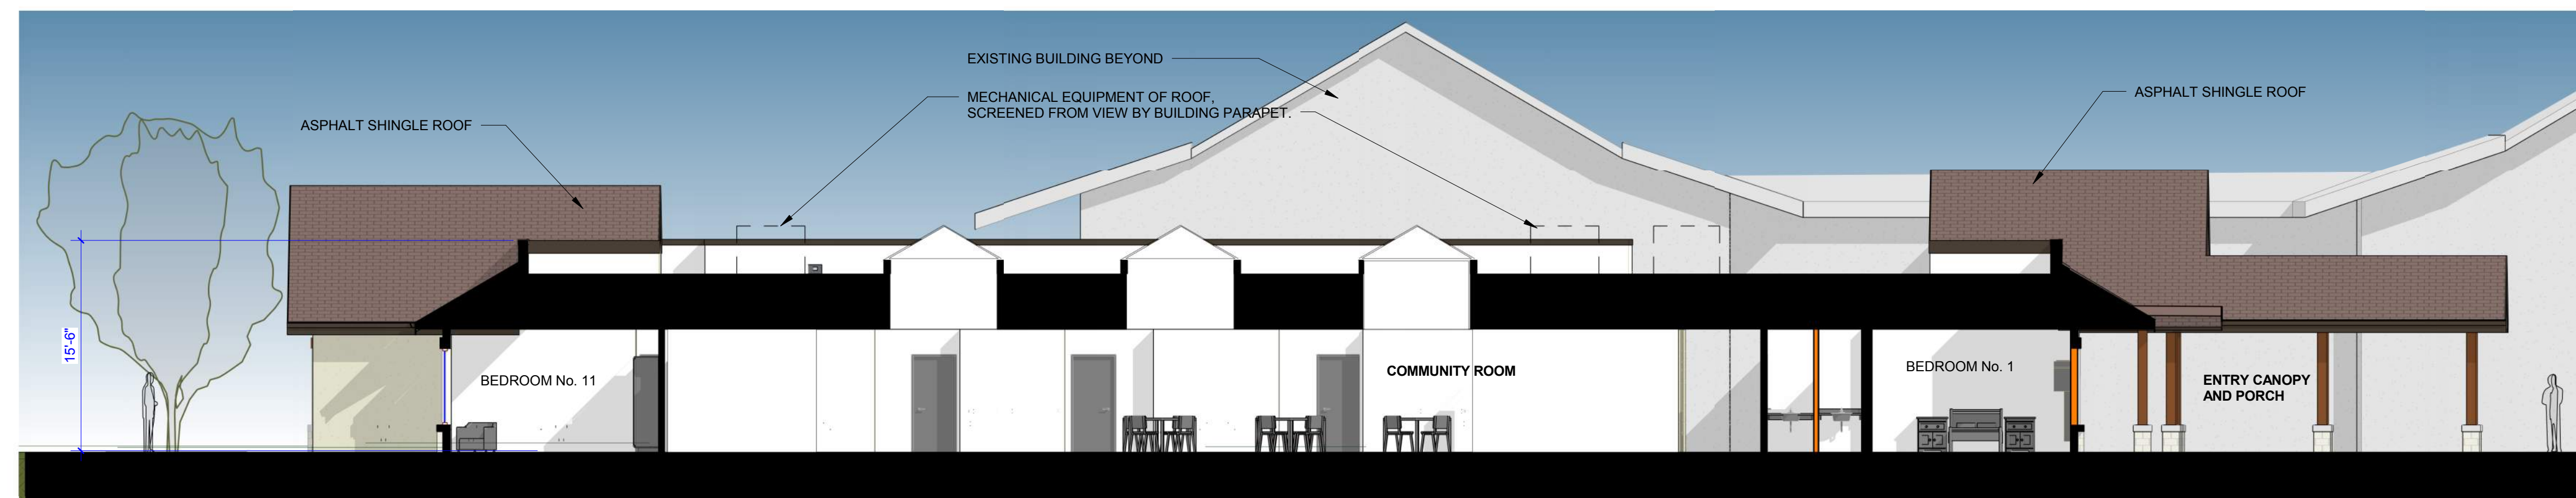 EXISTING BUILDING BEYOND
MECHANICAL EQUIPMENT OF ROOF,
SCREENED FROM VIEW BY BUILDING PARAPET.
ASPHALT SHINGLE ROOF
ASPHALT SHINGLE ROOF
15'-6"
BEDROOM No. 11
COMMUNITY ROOM
BEDROOM No. 1
ENTRY CANOPY
AND PORCH